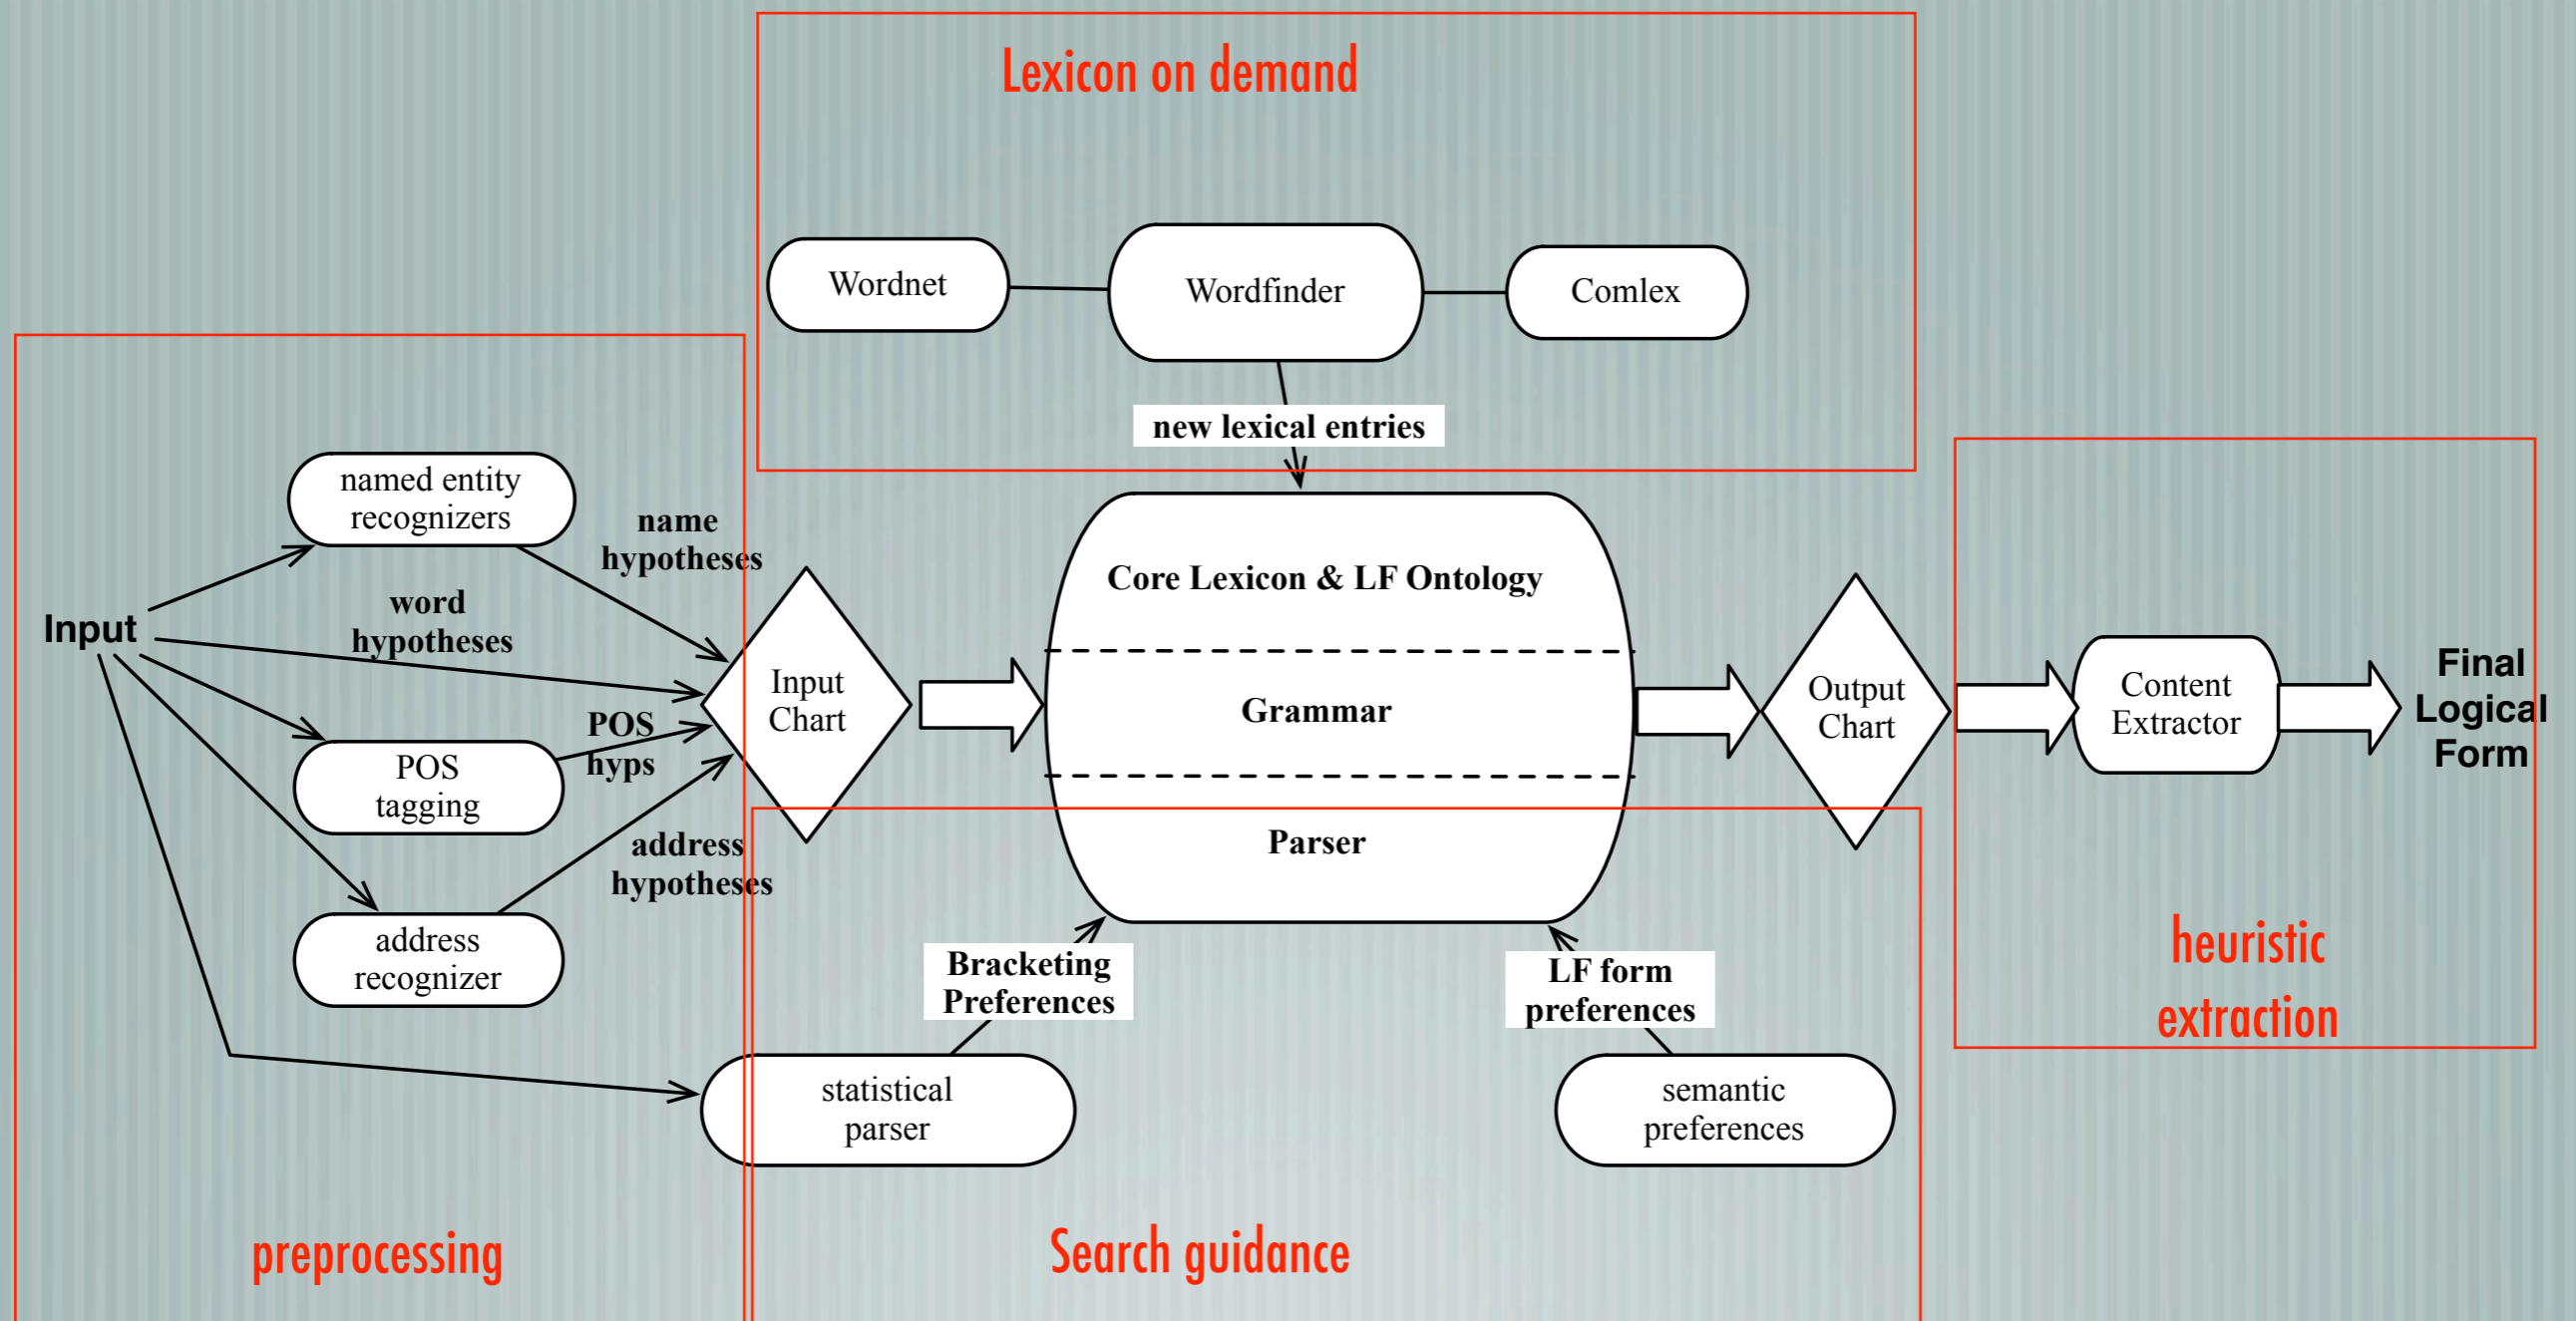 Lexicon on demand
Wordnet
Wordfinder
Comlex
new lexical entries
named entity
recognizers
name
hypotheses
word
hypotheses
Input
POS
hyps
POS
tagging
address
hypotheses
address
recognizer
Input
Chart
Core Lexicon & LF Ontology
Grammar
Parser
Output
Chart
Content
Extractor
Final
Logical
Form
heuristic
extraction
Bracketing
Preferences
LF form
preferences
statistical
parser
semantic
preferences
preprocessing
Search guidance